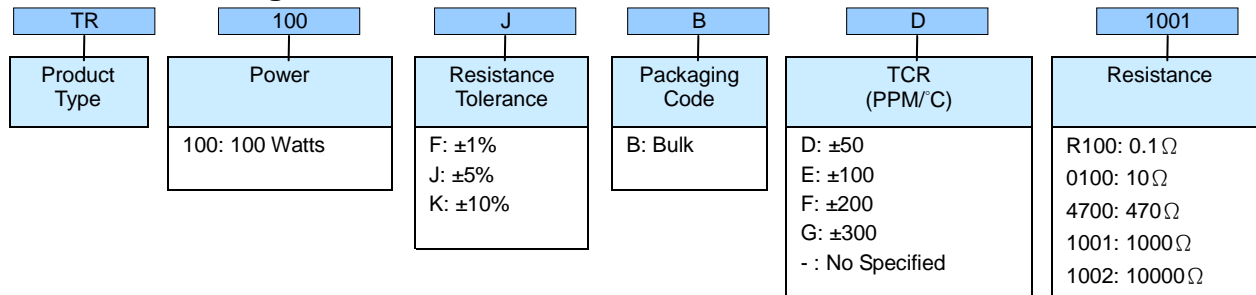 TR 100 J B D 1001
Product Type
Power
Resistance Tolerance
Packaging Code
TCR (PPM/°C)
Resistance
100: 100 Watts
F: ±1%
J: ±5%
K: ±10%
B: Bulk
D: ±50
E: ±100
F: ±200
G: ±300
- : No Specified
R100: 0.1Ω
0100: 10Ω
4700: 470Ω
1001: 1000Ω
1002: 10000Ω